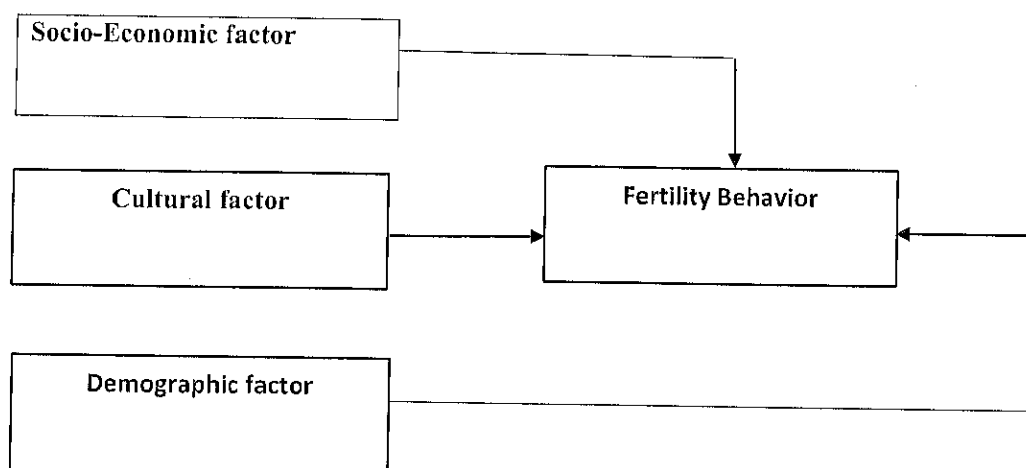 Socio-Economic factor
Cultural factor
Fertility Behavior
Demographic factor